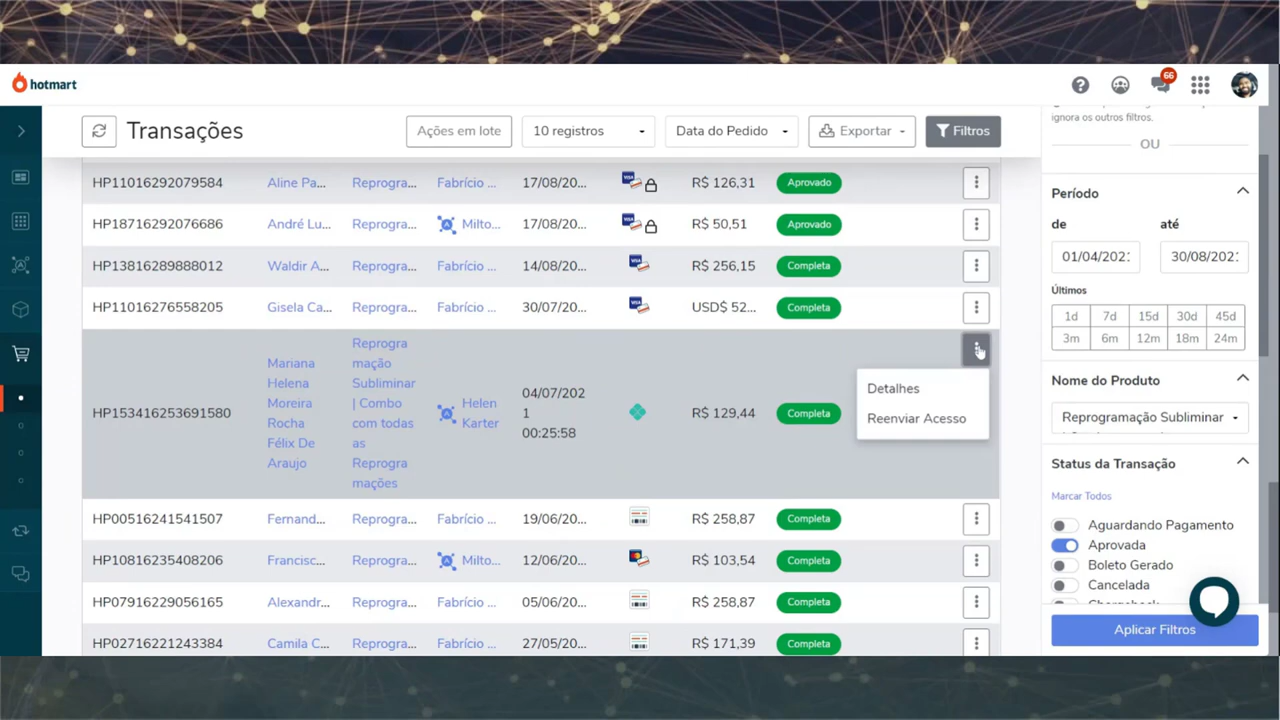 hotmart
66
Transações
Ações em lote
10 registros
Data do Pedido
Exportar
Filtros
ignora os outros filtros.
OU
HP11016292079584 Aline Pa... Reprogra... Fabrício ... 17/08/20... VISA R$ 126,31 Aprovado
HP18716292076686 André Lu... Reprogra... Milto... 17/08/20... VISA R$ 50,51 Aprovado
HP13816289888012 Waldir A... Reprogra... Fabrício ... 14/08/20... VISA R$ 256,15 Completa
HP11016276558205 Gisela Ca... Reprogra... Fabrício ... 30/07/20... VISA USD$ 52... Completa
HP153416253691580
Mariana
Helena
Moreira
Rocha
Félix De
Araujo
Reprogra
mação
Subliminar
| Combo
com todas
as
Reprogra
mações
Helen
Karter
04/07/202
1
00:25:58
R$ 129,44
Completa
Detalhes
Reenviar Acesso
HP00516241541507 Fernand... Reprogra... Fabrício ... 19/06/20... R$ 258,87 Completa
HP10816235408206 Francisc... Reprogra... Milto... 12/06/20... R$ 103,54 Completa
HP07916229056165 Alexandr... Reprogra... Fabrício ... 05/06/20... R$ 258,87 Completa
HP02716221243384 Camila C... Reprogra... Fabrício ... 27/05/20... R$ 171,39 Completa
Período
de até
01/04/202 30/08/202
Últimos
1d 7d 15d 30d 45d
3m 6m 12m 18m 24m
Nome do Produto
Reprogramação Subliminar
Status da Transação
Marcar Todos
Aguardando Pagamento
Aprovada
Boleto Gerado
Cancelada
Aplicar Filtros